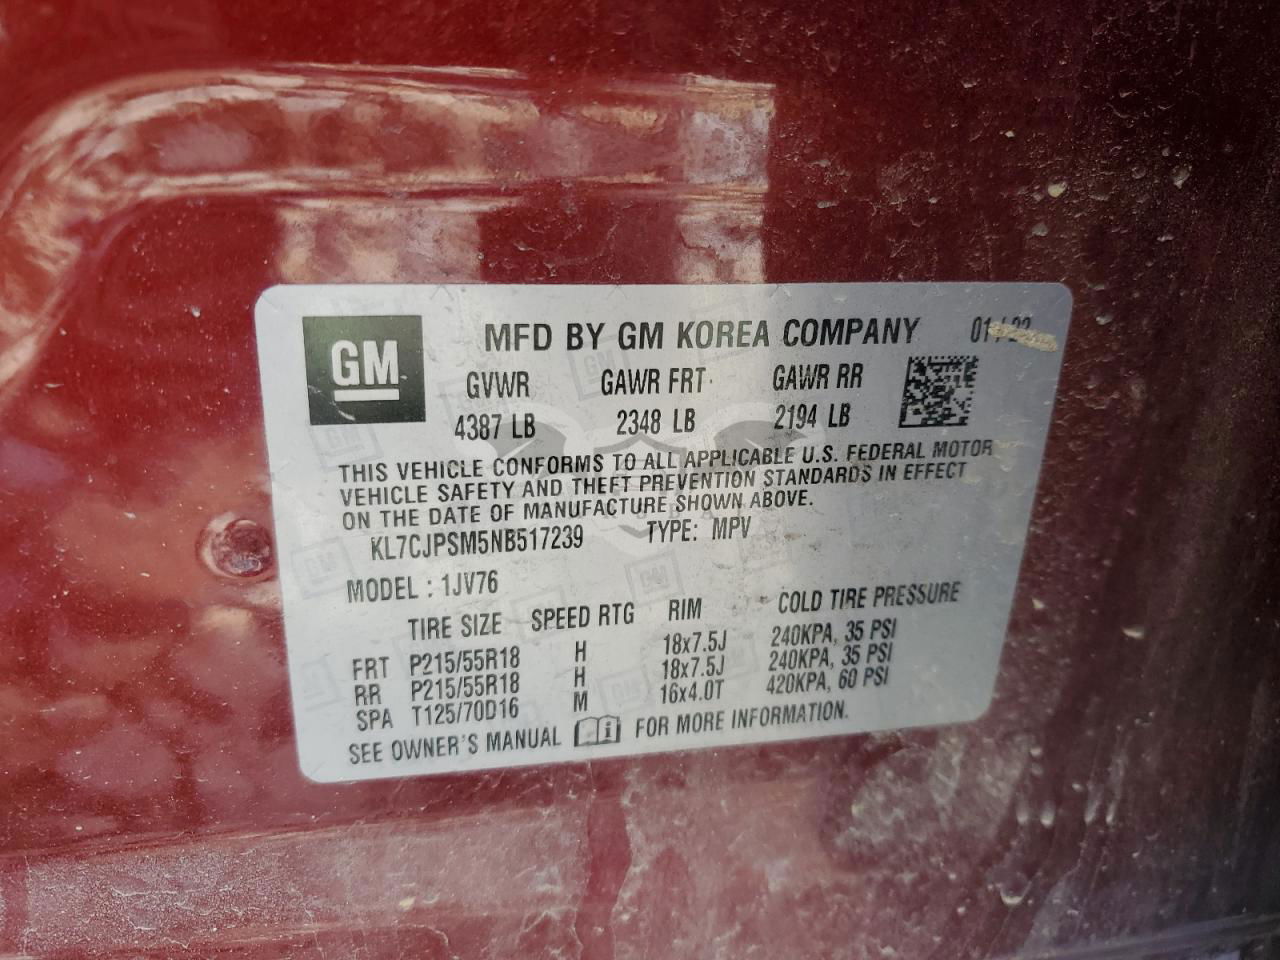 GM
MFD BY GM KOREA COMPANY 01/22
GVWR GAWR FRT GAWR RR
4387 LB 2348 LB 2194 LB
THIS VEHICLE CONFORMS TO ALL APPLICABLE U.S. FEDERAL MOTOR
VEHICLE SAFETY AND THEFT PREVENTION STANDARDS IN EFFECT
ON THE DATE OF MANUFACTURE SHOWN ABOVE.
KL7CJPSM5NB517239 TYPE: MPV
MODEL : 1JV76
TIRE SIZE SPEED RTG RIM COLD TIRE PRESSURE
FRT P215/55R18 H 18x7.5J 240KPA, 35 PSI
RR P215/55R18 H 18x7.5J 240KPA, 35 PSI
SPA T125/70D16 M 16x4.0T 420KPA, 60 PSI
SEE OWNER'S MANUAL i FOR MORE INFORMATION.